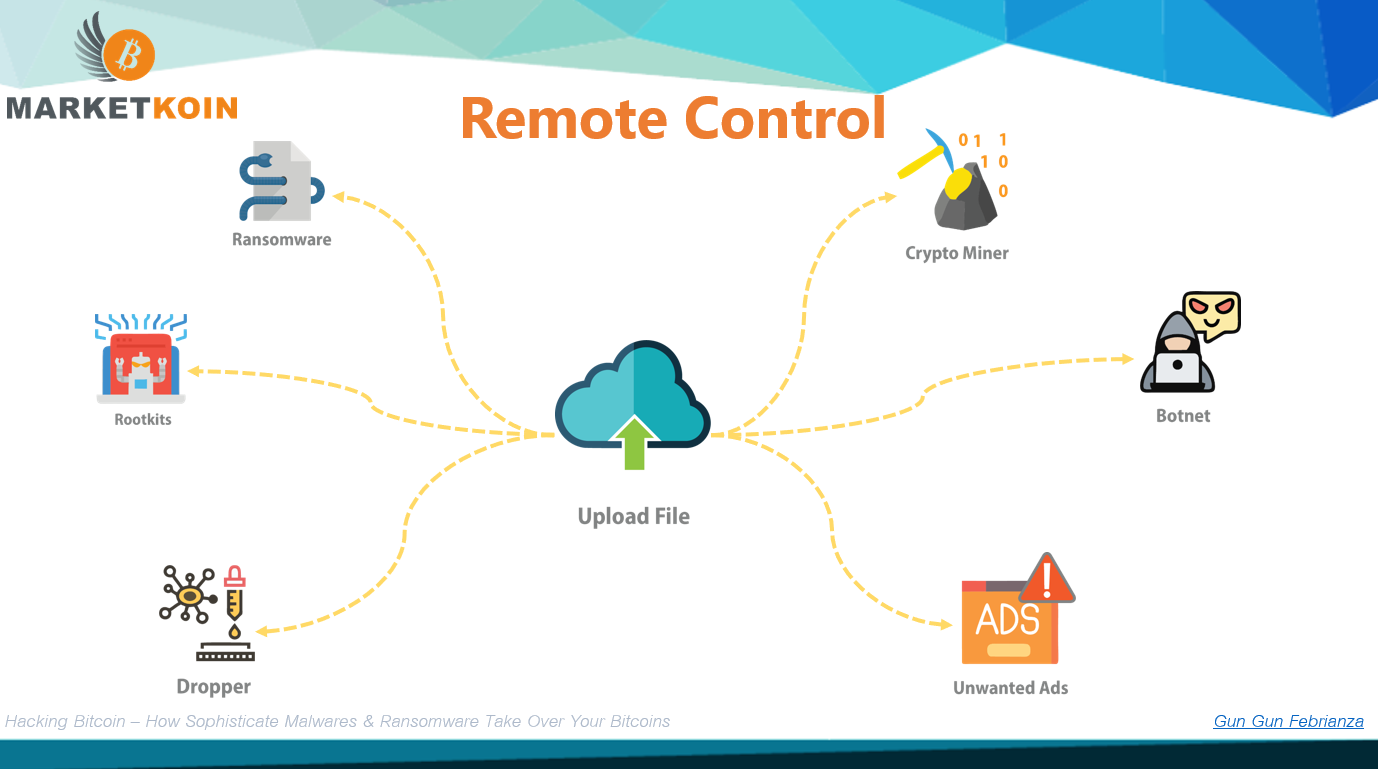 MARKETKOIN
Remote Control
0 1 1
1 0
0
Ransomware
Crypto Miner
Rootkits
Botnet
Upload File
ADS
Dropper
Unwanted Ads
Hacking Bitcoin – How Sophisticate Malwares & Ransomware Take Over Your Bitcoins
Gun Gun Febrianza